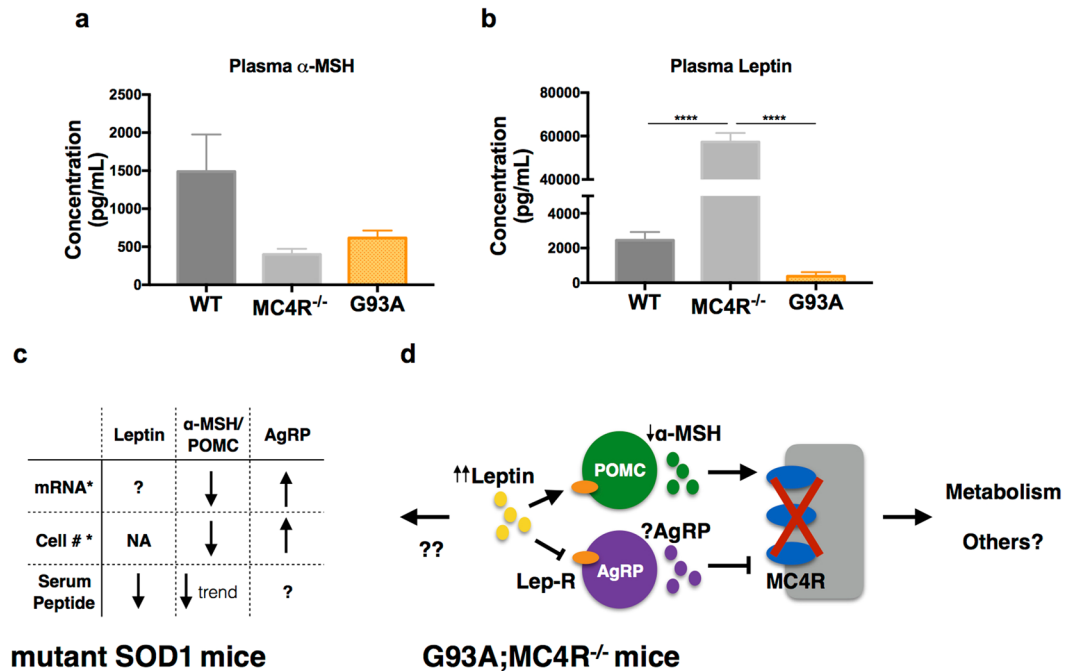 a
Plasma α-MSH
Concentration
(pg/mL)
2500
2000
1500
1000
500
0
WT
MC4R-/-
G93A
b
Plasma Leptin
Concentration
(pg/mL)
80000
60000
40000
4000
2000
0
****
****
WT
MC4R-/-
G93A
c
Leptin
α-MSH/
POMC
AgRP
mRNA*
?
Cell # *
NA
Serum
Peptide
trend
?
mutant SOD1 mice
d
↓α-MSH
POMC
↑↑Leptin
??
?AgRP
AgRP
Lep-R
MC4R
Metabolism
Others?
G93A;MC4R-/- mice